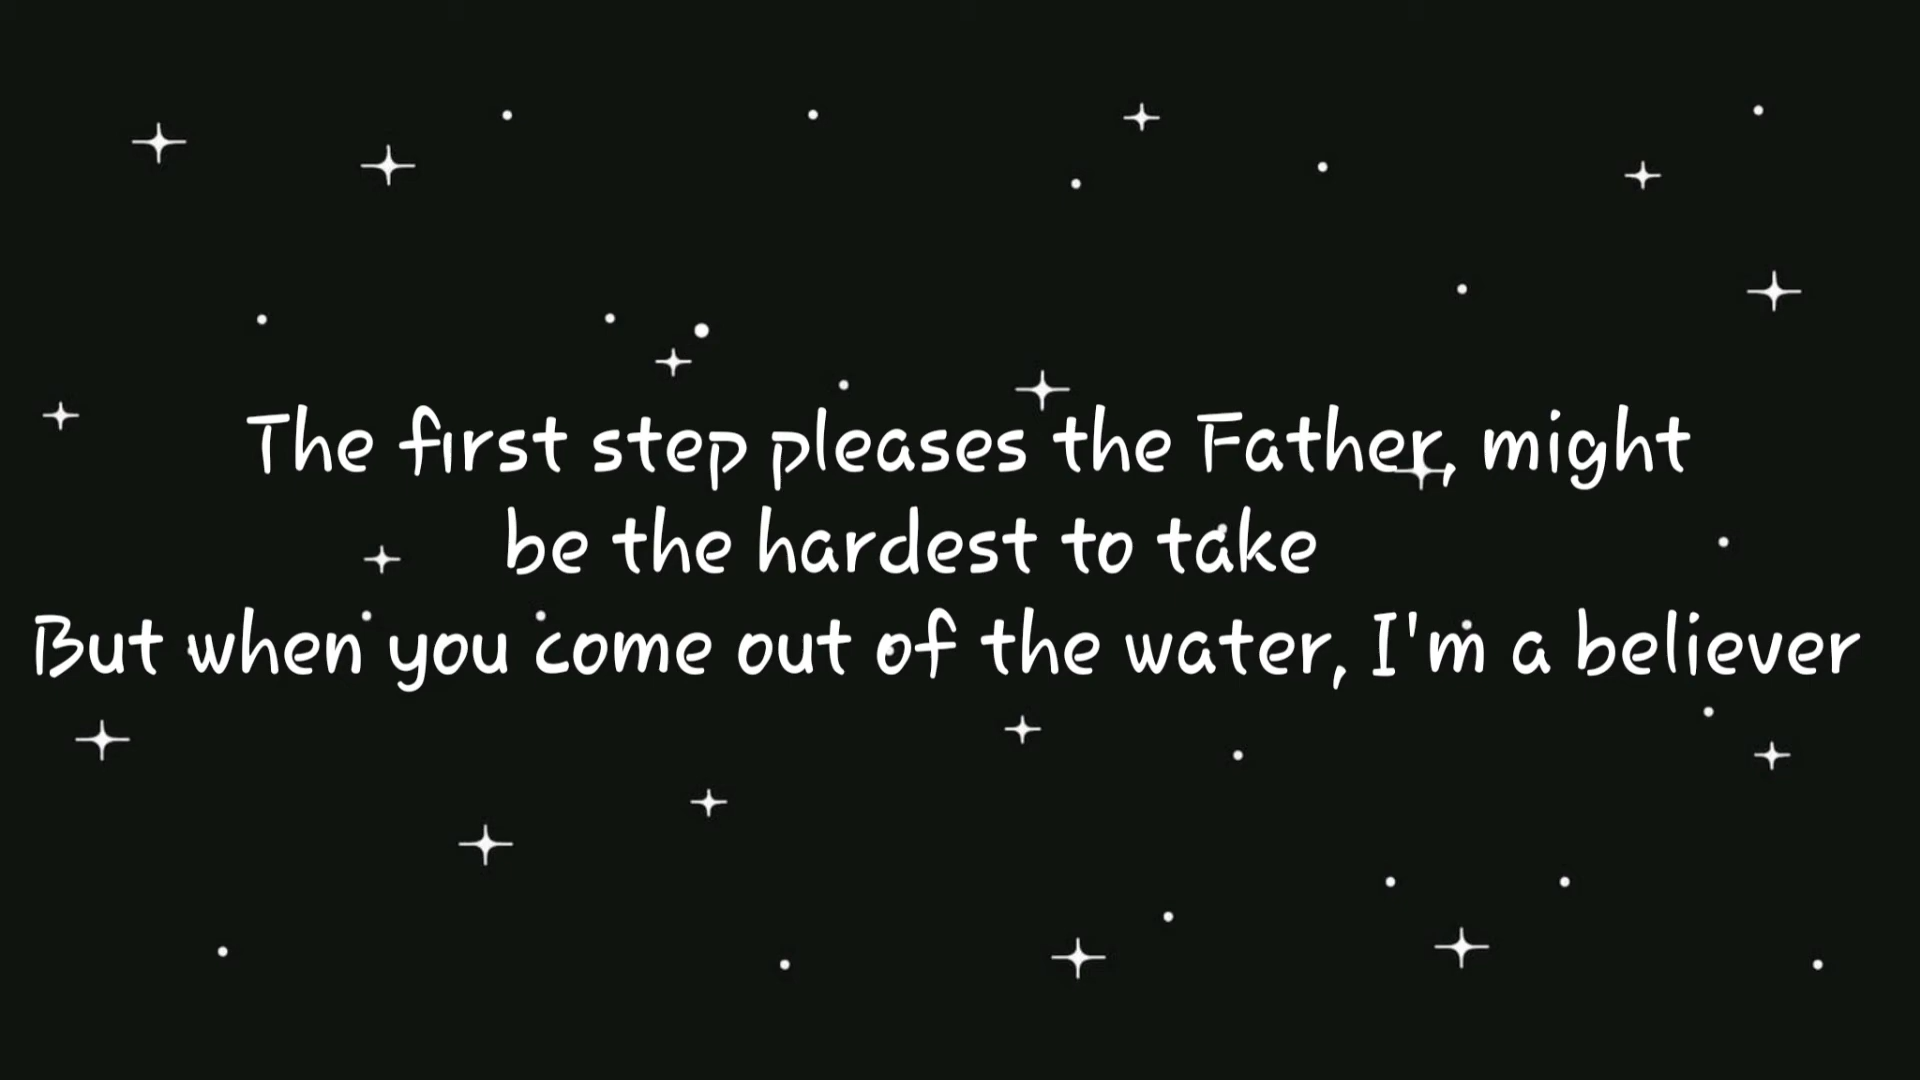 The first step pleases the Father, might
be the hardest to take
But when you come out of the water, I'm a believer